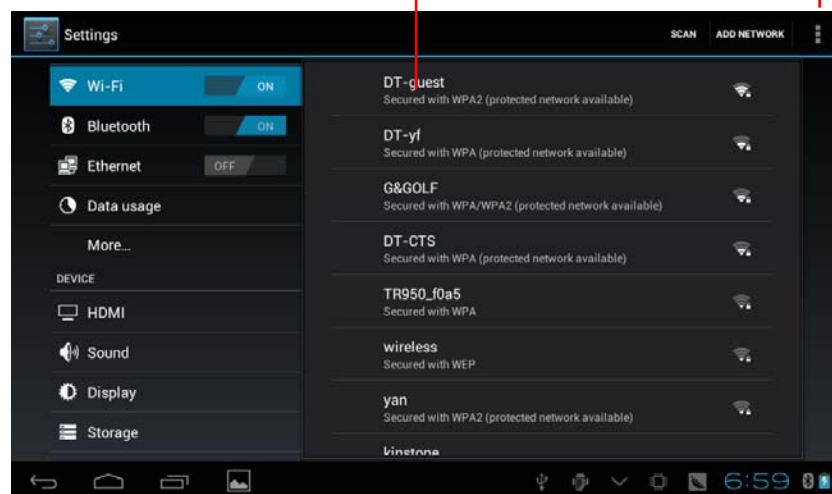 Settings
SCAN ADD NETWORK
Wi-Fi ON
Bluetooth ON
Ethernet OFF
Data usage
More...
DEVICE
HDMI
Sound
Display
Storage
DT-guest
Secured with WPA2 (protected network available)
DT-yf
Secured with WPA (protected network available)
G&GOLF
Secured with WPA/WPA2 (protected network available)
DT-CTS
Secured with WPA (protected network available)
TR950_f0a5
Secured with WPA
wireless
Secured with WEP
yan
Secured with WPA2 (protected network available)
kingtone
6:59